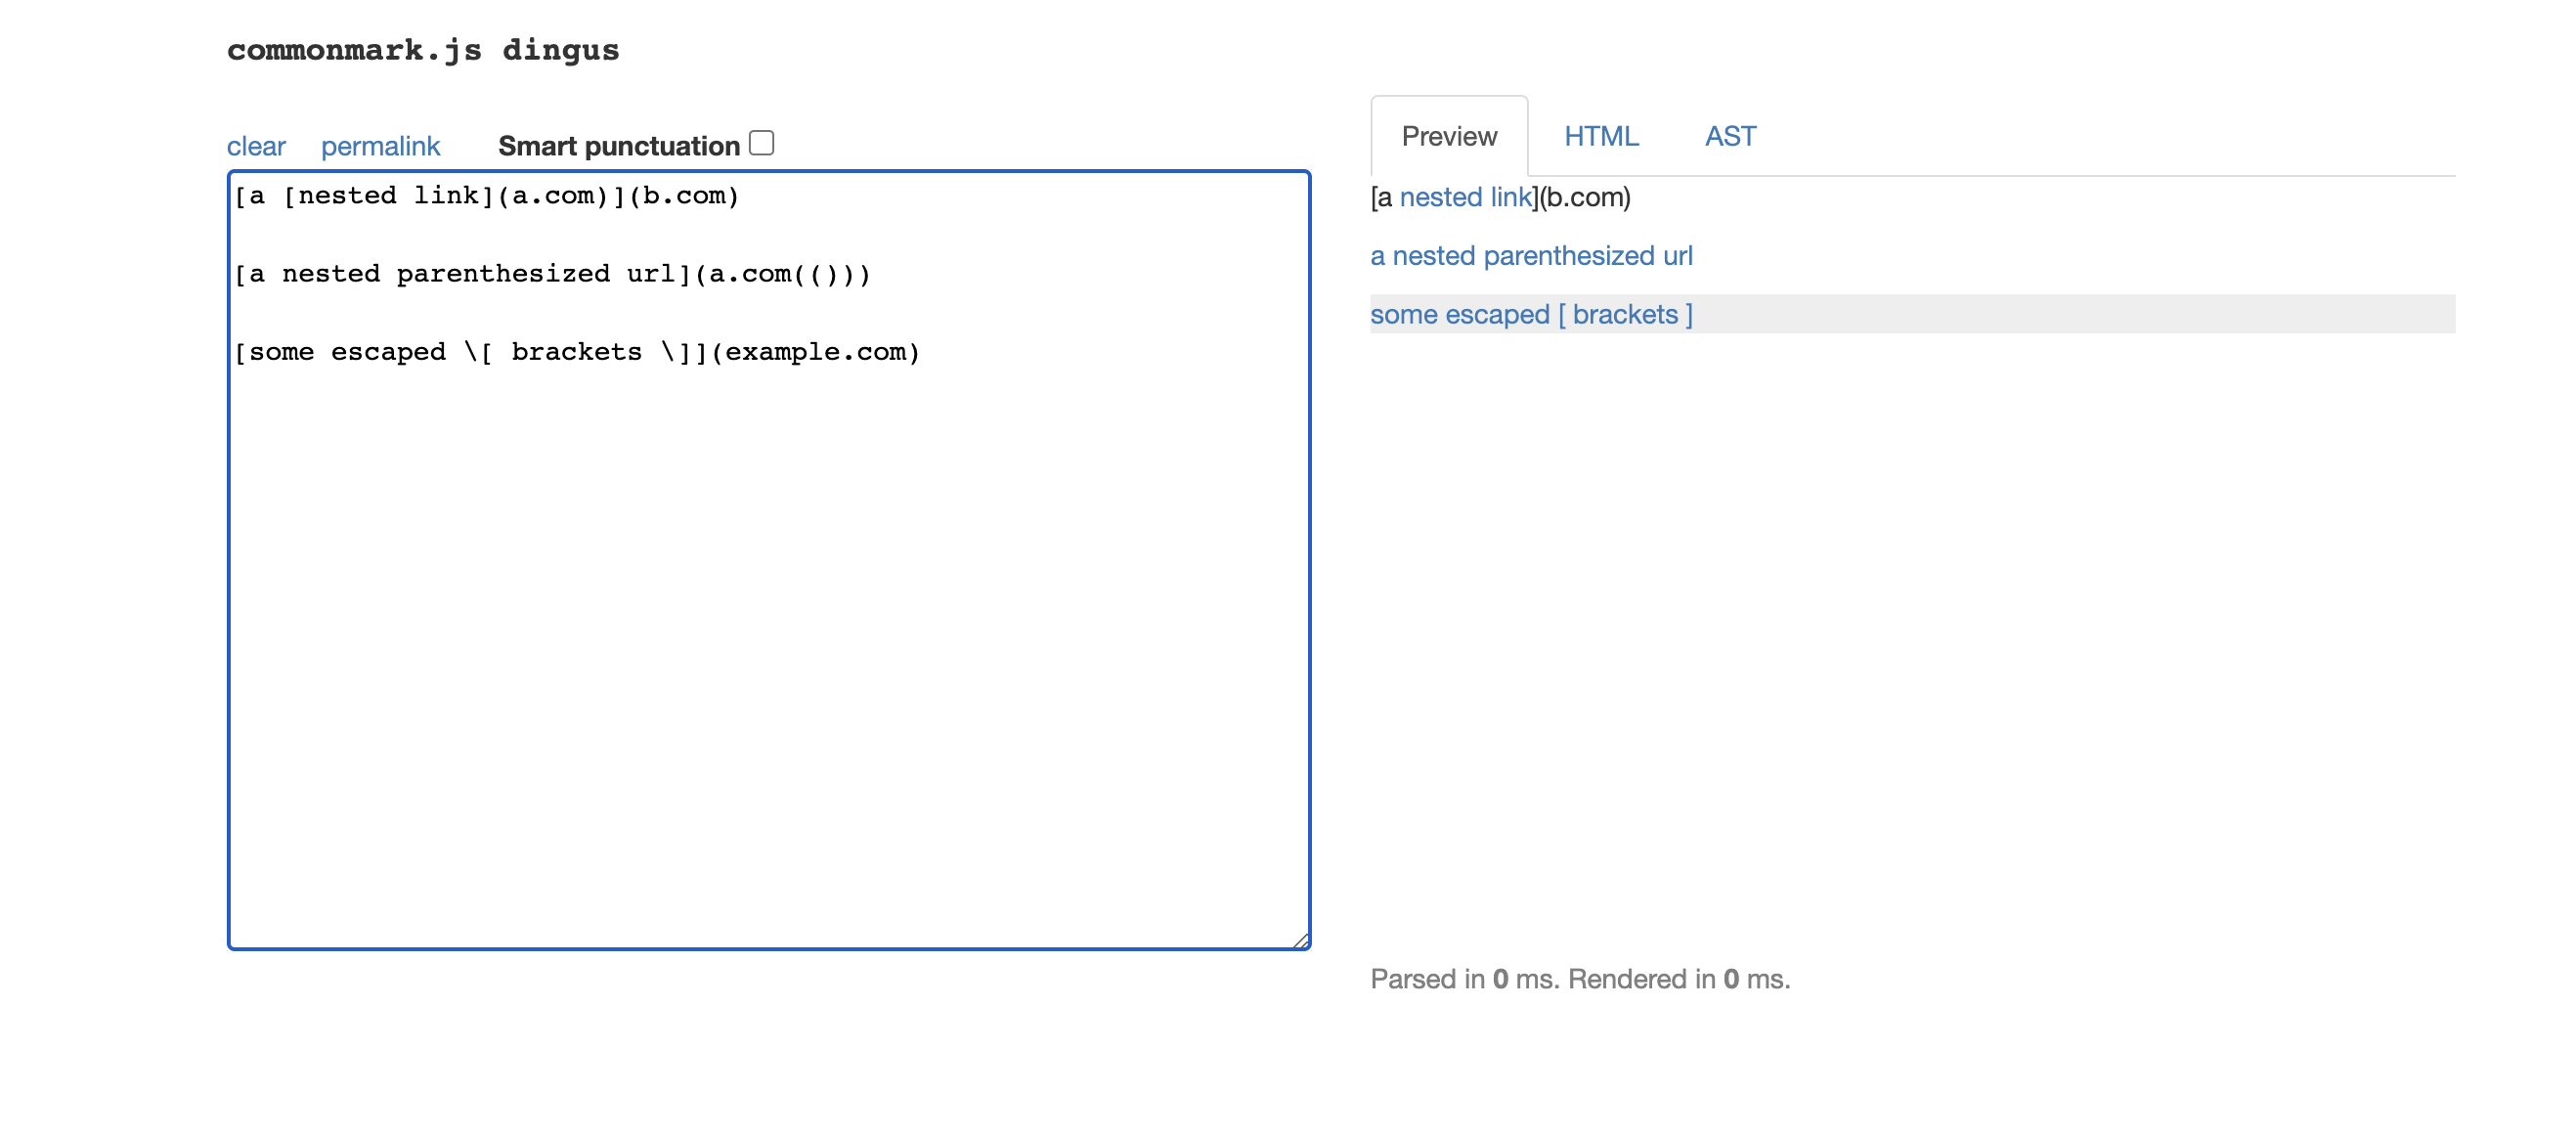 commonmark.js dingus
clear permalink Smart punctuation
[a [nested link](a.com)](b.com)
[a nested parenthesized url](a.com(()))
[some escaped \[ brackets \]](example.com)
Preview HTML AST
[a nested link](b.com)
a nested parenthesized url
some escaped [ brackets ]
Parsed in 0 ms. Rendered in 0 ms.